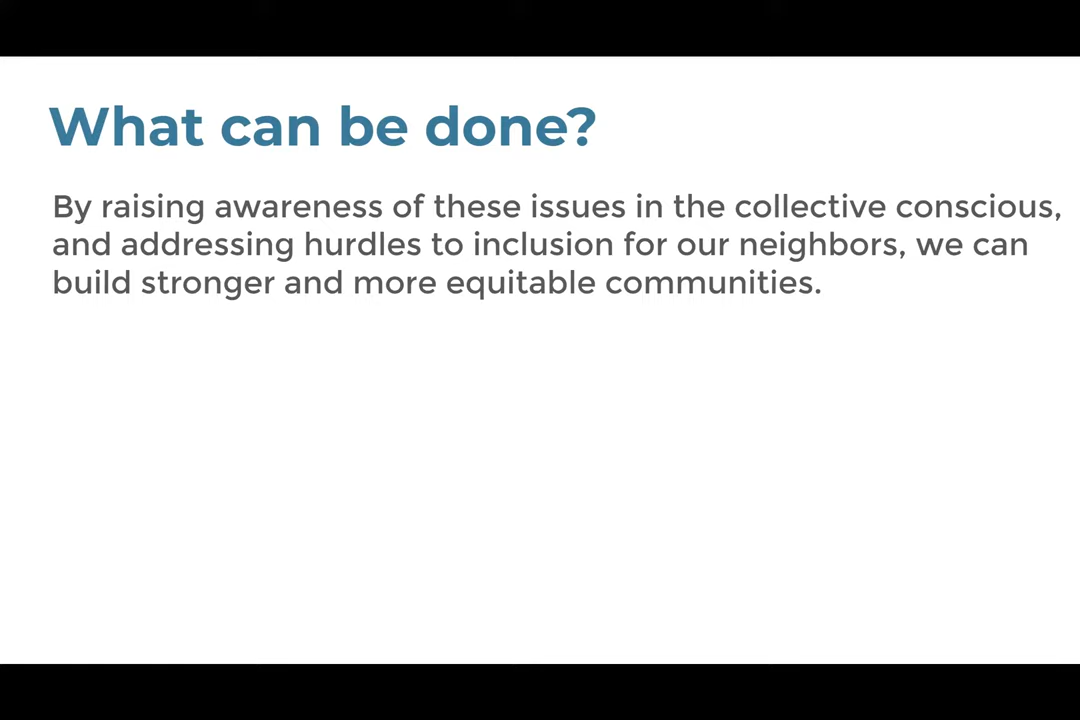 What can be done?
By raising awareness of these issues in the collective conscious,
and addressing hurdles to inclusion for our neighbors, we can
build stronger and more equitable communities.